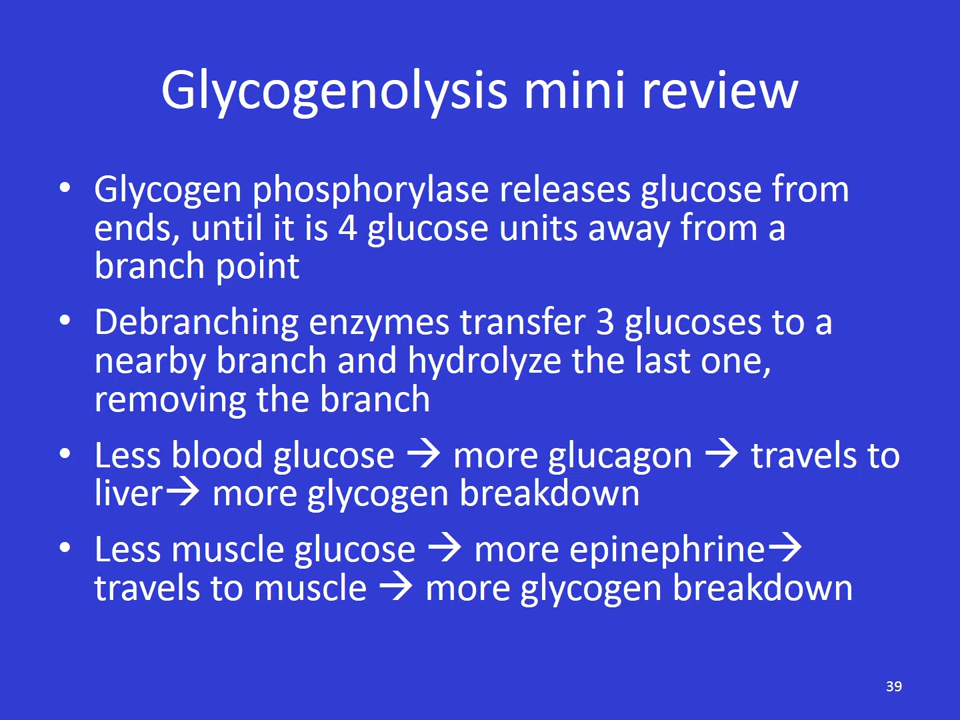 Glycogenolysis mini review
• Glycogen phosphorylase releases glucose from
ends, until it is 4 glucose units away from a
branch point
• Debranching enzymes transfer 3 glucoses to a
nearby branch and hydrolyze the last one,
removing the branch
• Less blood glucose → more glucagon → travels to
liver→ more glycogen breakdown
• Less muscle glucose → more epinephrine→
travels to muscle → more glycogen breakdown
39